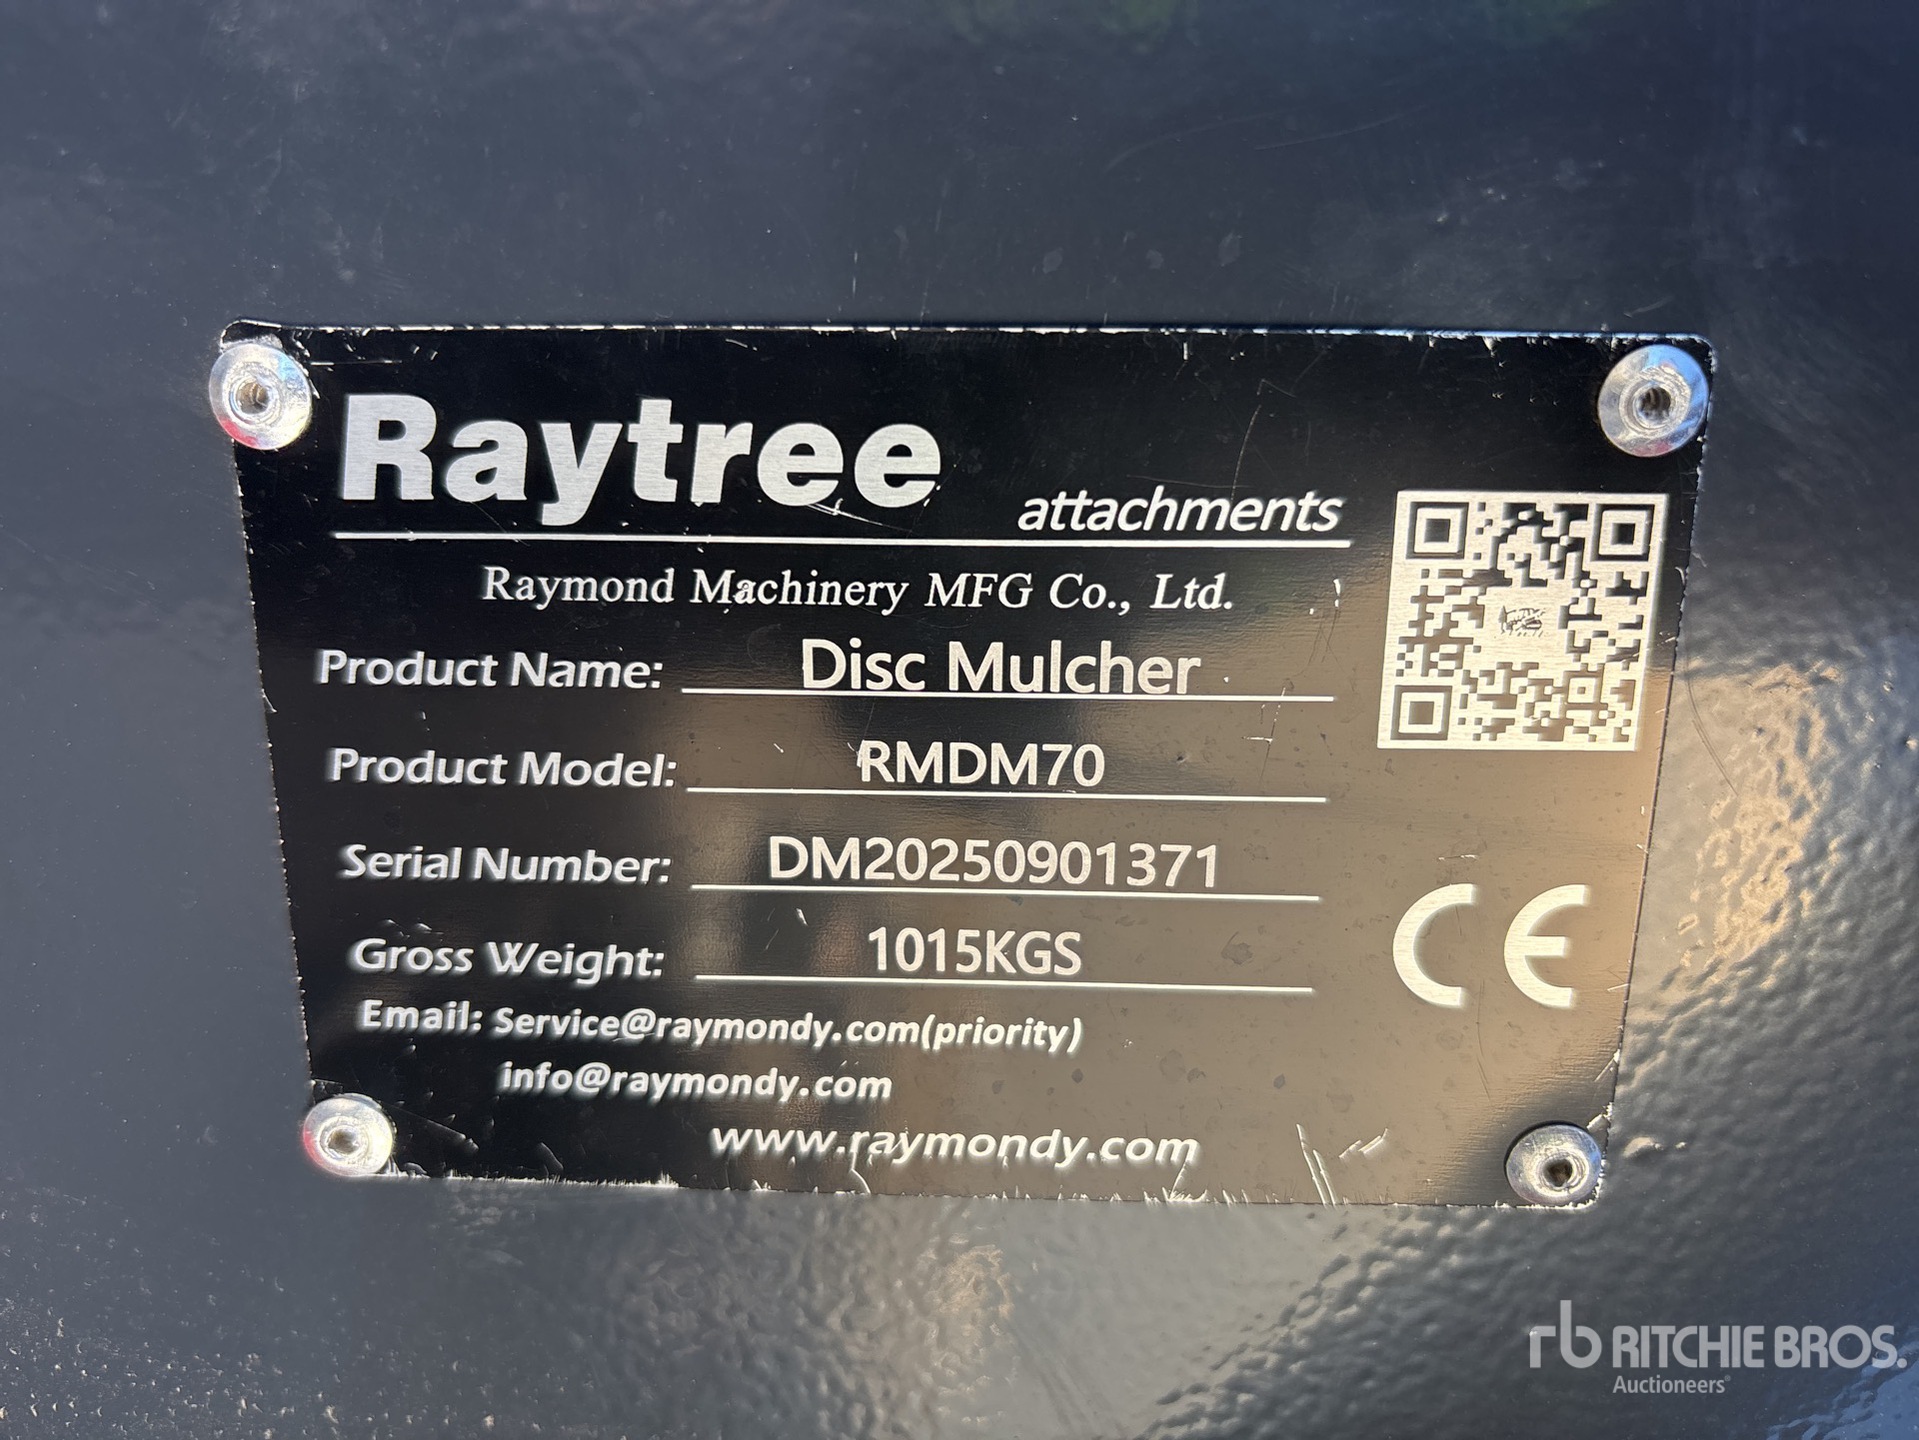 Raytree
attachments
Raymond Machinery MFG Co., Ltd.
Product Name: Disc Mulcher
Product Model: RMDM70
Serial Number: DM20250901371
Gross Weight: 1015KGS
Email: Service@raymondy.com(priority)
info@raymondy.com
www.raymondy.com
CE
rb RITCHIE BROS.
Auctioneers®